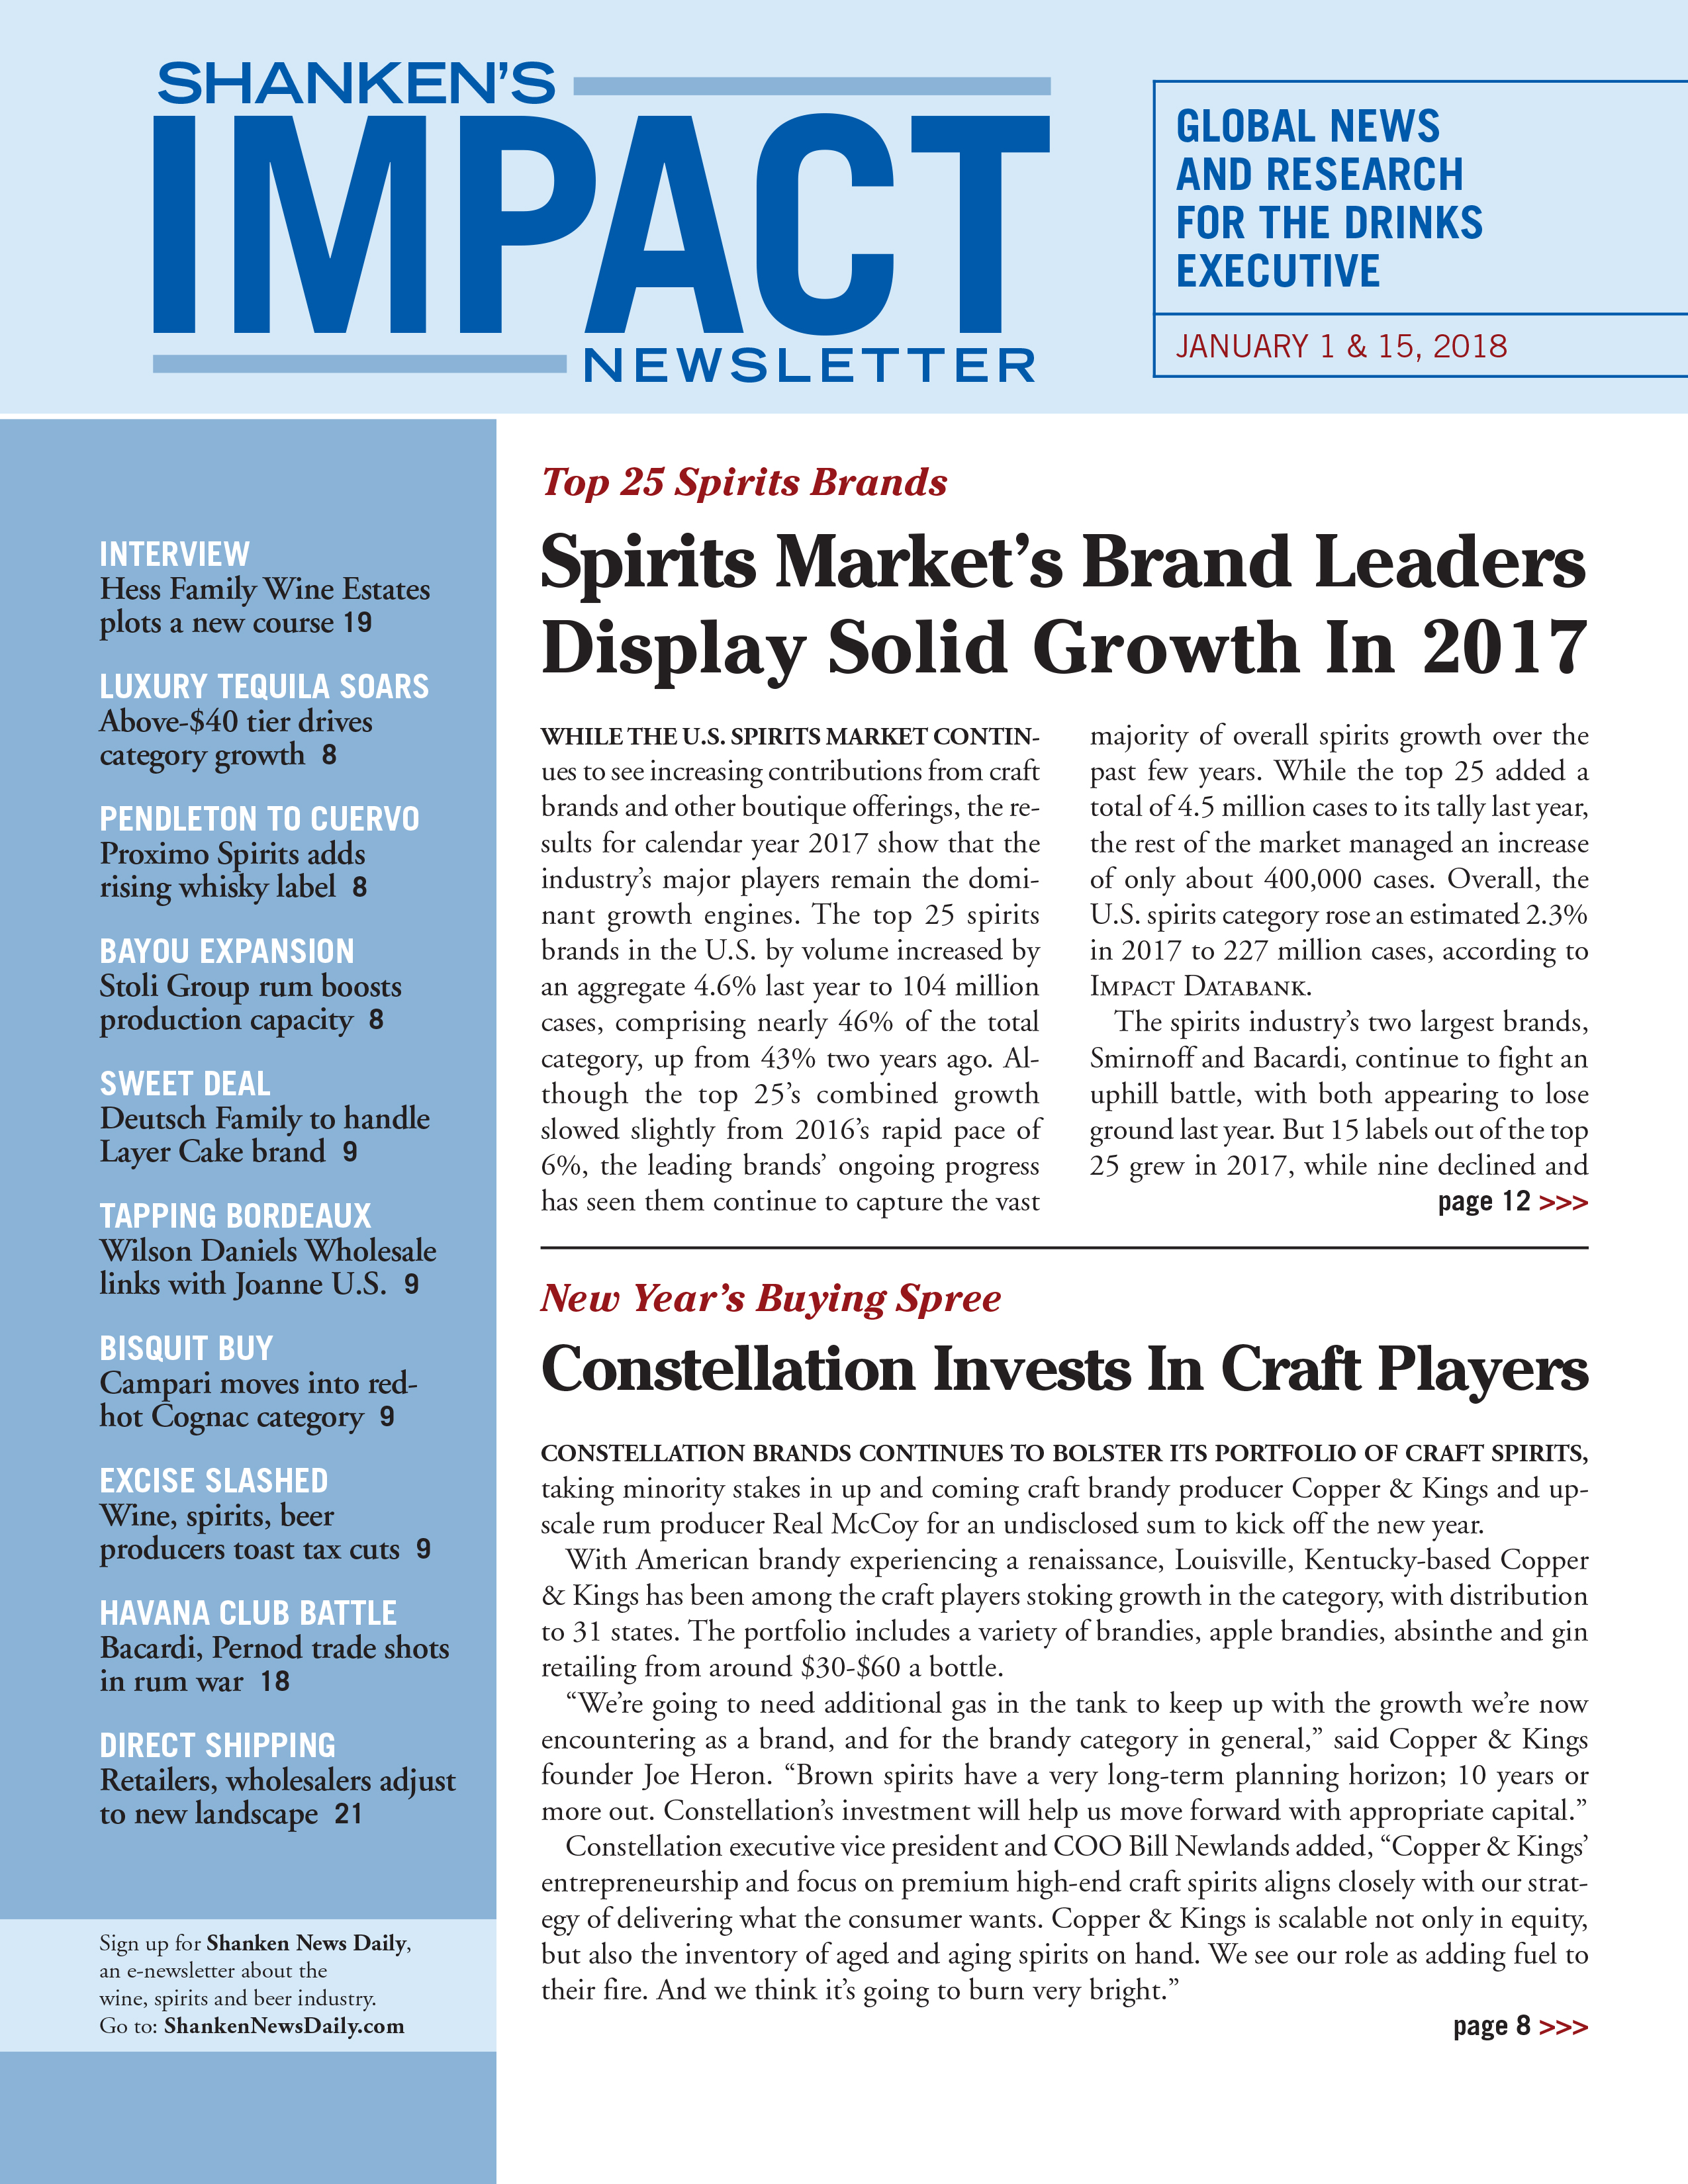 SHANKEN'S
IMPACT
NEWSLETTER
GLOBAL NEWS
AND RESEARCH
FOR THE DRINKS
EXECUTIVE
JANUARY 1 & 15, 2018
INTERVIEW
Hess Family Wine Estates
plots a new course 19
LUXURY TEQUILA SOARS
Above-$40 tier drives
category growth 8
PENDLETON TO CUERVO
Proximo Spirits adds
rising whisky label 8
BAYOU EXPANSION
Stoli Group rum boosts
production capacity 8
SWEET DEAL
Deutsch Family to handle
Layer Cake brand 9
TAPPING BORDEAUX
Wilson Daniels Wholesale
links with Joanne U.S. 9
BISQUIT BUY
Campari moves into red-
hot Cognac category 9
EXCISE SLASHED
Wine, spirits, beer
producers toast tax cuts 9
HAVANA CLUB BATTLE
Bacardi, Pernod trade shots
in rum war 18
DIRECT SHIPPING
Retailers, wholesalers adjust
to new landscape 21
Sign up for Shanken News Daily,
an e-newsletter about the
wine, spirits and beer industry.
Go to: ShankenNewsDaily.com
Top 25 Spirits Brands
Spirits Market's Brand Leaders
Display Solid Growth In 2017
WHILE THE U.S. SPIRITS MARKET CONTIN-
ues to see increasing contributions from craft
brands and other boutique offerings, the re-
sults for calendar year 2017 show that the
industry's major players remain the domi-
nant growth engines. The top 25 spirits
brands in the U.S. by volume increased by
an aggregate 4.6% last year to 104 million
cases, comprising nearly 46% of the total
category, up from 43% two years ago. Al-
though the top 25's combined growth
slowed slightly from 2016's rapid pace of
6%, the leading brands' ongoing progress
has seen them continue to capture the vast
majority of overall spirits growth over the
past few years. While the top 25 added a
total of 4.5 million cases to its tally last year,
the rest of the market managed an increase
of only about 400,000 cases. Overall, the
U.S. spirits category rose an estimated 2.3%
in 2017 to 227 million cases, according to
IMPACT DATABANK.
The spirits industry's two largest brands,
Smirnoff and Bacardi, continue to fight an
uphill battle, with both appearing to lose
ground last year. But 15 labels out of the top
25 grew in 2017, while nine declined and
page 12 >>>
New Year's Buying Spree
Constellation Invests In Craft Players
CONSTELLATION BRANDS CONTINUES TO BOLSTER ITS PORTFOLIO OF CRAFT SPIRITS,
taking minority stakes in up and coming craft brandy producer Copper & Kings and up-
scale rum producer Real McCoy for an undisclosed sum to kick off the new year.
With American brandy experiencing a renaissance, Louisville, Kentucky-based Copper
& Kings has been among the craft players stoking growth in the category, with distribution
to 31 states. The portfolio includes a variety of brandies, apple brandies, absinthe and gin
retailing from around $30-$60 a bottle.
"We're going to need additional gas in the tank to keep up with the growth we're now
encountering as a brand, and for the brandy category in general," said Copper & Kings
founder Joe Heron. "Brown spirits have a very long-term planning horizon; 10 years or
more out. Constellation's investment will help us move forward with appropriate capital."
Constellation executive vice president and COO Bill Newlands added, "Copper & Kings'
entrepreneurship and focus on premium high-end craft spirits aligns closely with our strat-
egy of delivering what the consumer wants. Copper & Kings is scalable not only in equity,
but also the inventory of aged and aging spirits on hand. We see our role as adding fuel to
their fire. And we think it's going to burn very bright."
page 8 >>>